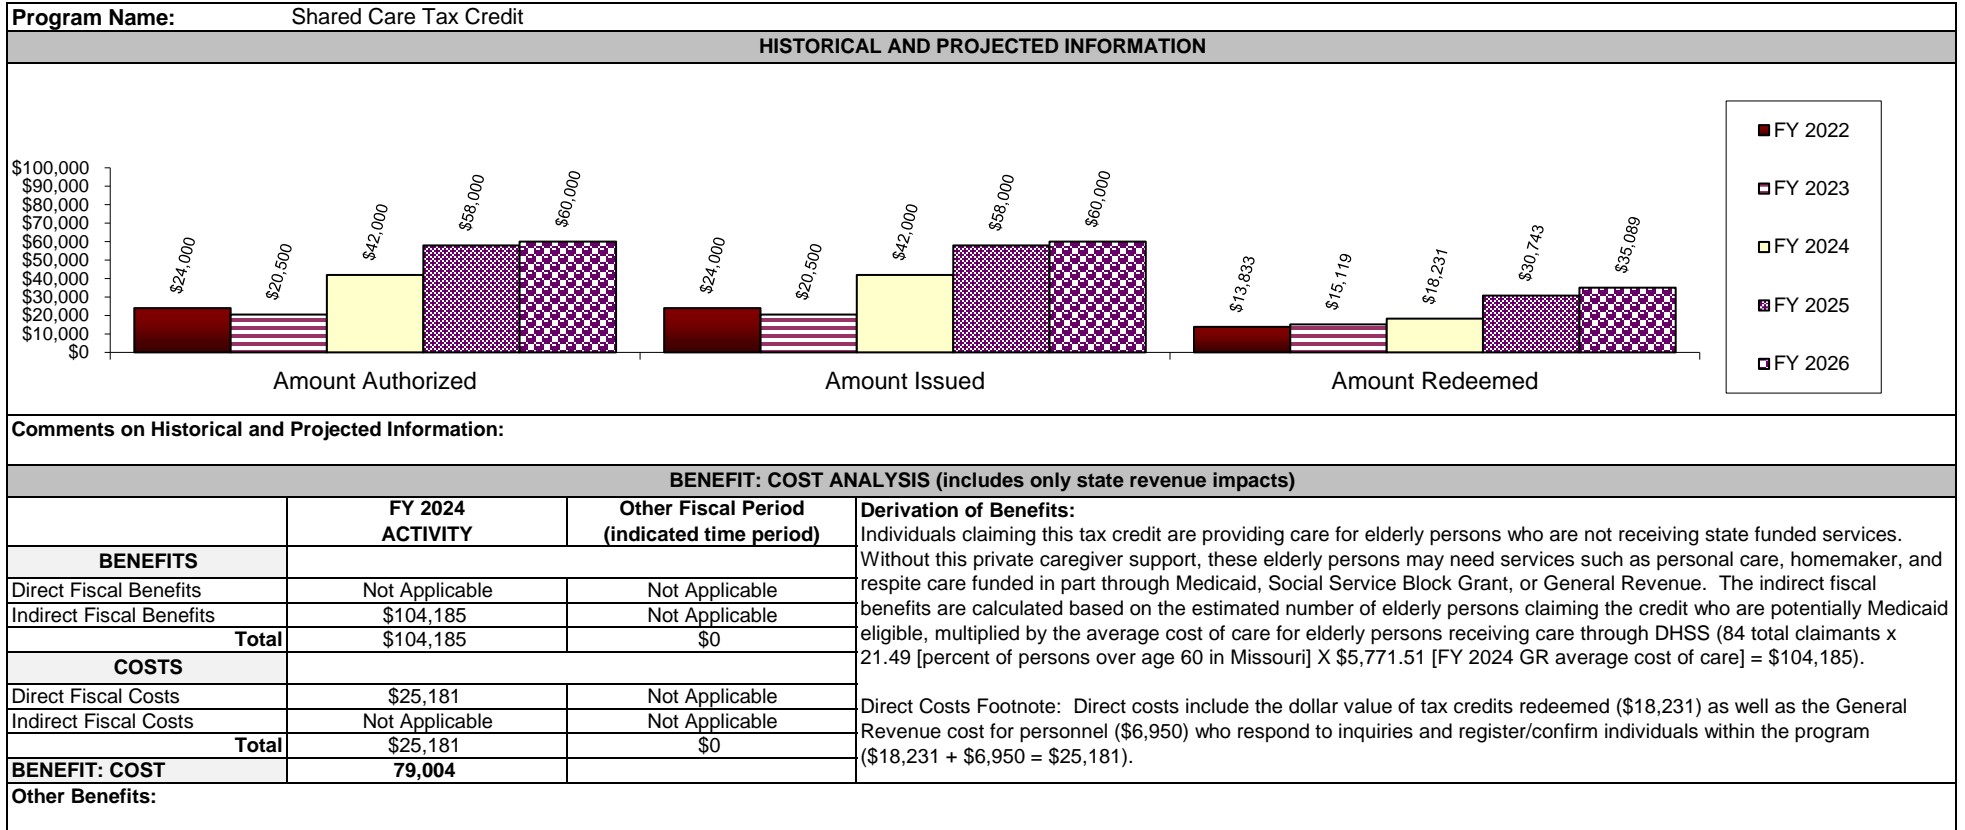 Program Name: Shared Care Tax Credit
HISTORICAL AND PROJECTED INFORMATION
$100,000
$90,000
$80,000
$70,000
$60,000
$50,000
$40,000
$30,000
$20,000
$10,000
$0
$24,000
$20,500
$42,000
$58,000
$60,000
$24,000
$20,500
$42,000
$58,000
$60,000
$13,833
$15,119
$18,231
$30,743
$35,089
Amount Authorized
Amount Issued
Amount Redeemed
FY 2022
FY 2023
FY 2024
FY 2025
FY 2026
Comments on Historical and Projected Information:
BENEFIT: COST ANALYSIS (includes only state revenue impacts)
FY 2024 Other Fiscal Period
ACTIVITY (indicated time period)
BENEFITS
Direct Fiscal Benefits Not Applicable Not Applicable
Indirect Fiscal Benefits $104,185 Not Applicable
Total $104,185 $0
COSTS
Direct Fiscal Costs $25,181 Not Applicable
Indirect Fiscal Costs Not Applicable Not Applicable
Total $25,181 $0
BENEFIT: COST 79,004
Derivation of Benefits:
Individuals claiming this tax credit are providing care for elderly persons who are not receiving state funded services.
Without this private caregiver support, these elderly persons may need services such as personal care, homemaker, and
respite care funded in part through Medicaid, Social Service Block Grant, or General Revenue. The indirect fiscal
benefits are calculated based on the estimated number of elderly persons claiming the credit who are potentially Medicaid
eligible, multiplied by the average cost of care for elderly persons receiving care through DHSS (84 total claimants x
21.49 [percent of persons over age 60 in Missouri] X $5,771.51 [FY 2024 GR average cost of care] = $104,185).
Direct Costs Footnote: Direct costs include the dollar value of tax credits redeemed ($18,231) as well as the General
Revenue cost for personnel ($6,950) who respond to inquiries and register/confirm individuals within the program
($18,231 + $6,950 = $25,181).
Other Benefits: